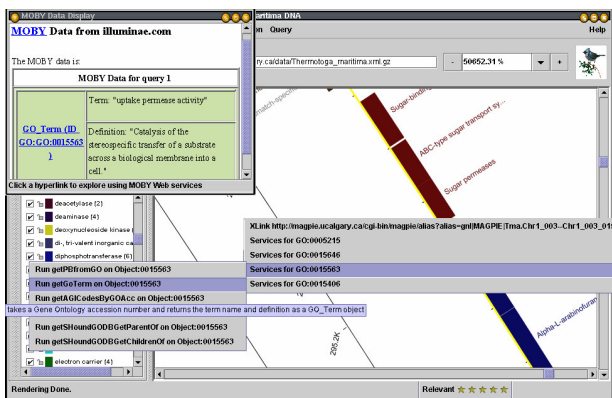 MOBY Data Display
MOBY Data from illuminae.com
The MOBY data is:
MOBY Data for query 1
GO_Term (ID
GO:GO:0015563
)
Term: "uptake permease activity"
Definition: "Catalysis of the
stereospecific transfer of a substrate
across a biological membrane into a
cell."
Click a hyperlink to explore using MOBY Web services
aritima DNA
on Query Help
ry.ca/data/Thermotoga_maritima.xml.gz
- 50652.31 % +
match-specific
Sugar-binding
ABC-type sugar transport sy...
Sugar permeases
deacetylase (2)
deaminase (4)
deoxynucleoside kinase
di-, tri-valent inorganic ca
diphosphotransferase (6)
XLink http://magpie.ucalgary.ca/cgi-bin/magpie/alias?alias=gnl|MAGPIE|Tma.Chr1_003--Chr1_003_01
Services for GO:0005215
Services for GO:0015646
Services for GO:0015563
Services for GO:0015406
Run getPBfromGO on Object:0015563
Run getGoTerm on Object:0015563
Run getAGICodesByGOAcc on Object:0015563
takes a Gene Ontology accession number and returns the term name and definition as a GO_Term object
Run getSHoundGODBGetParentOf on Object:0015563
Run getSHoundGODBGetChildrenOf on Object:0015563
electron carrier (4)
295.2K
Alpha-L-arabinofuran
Rendering Done.
Relevant